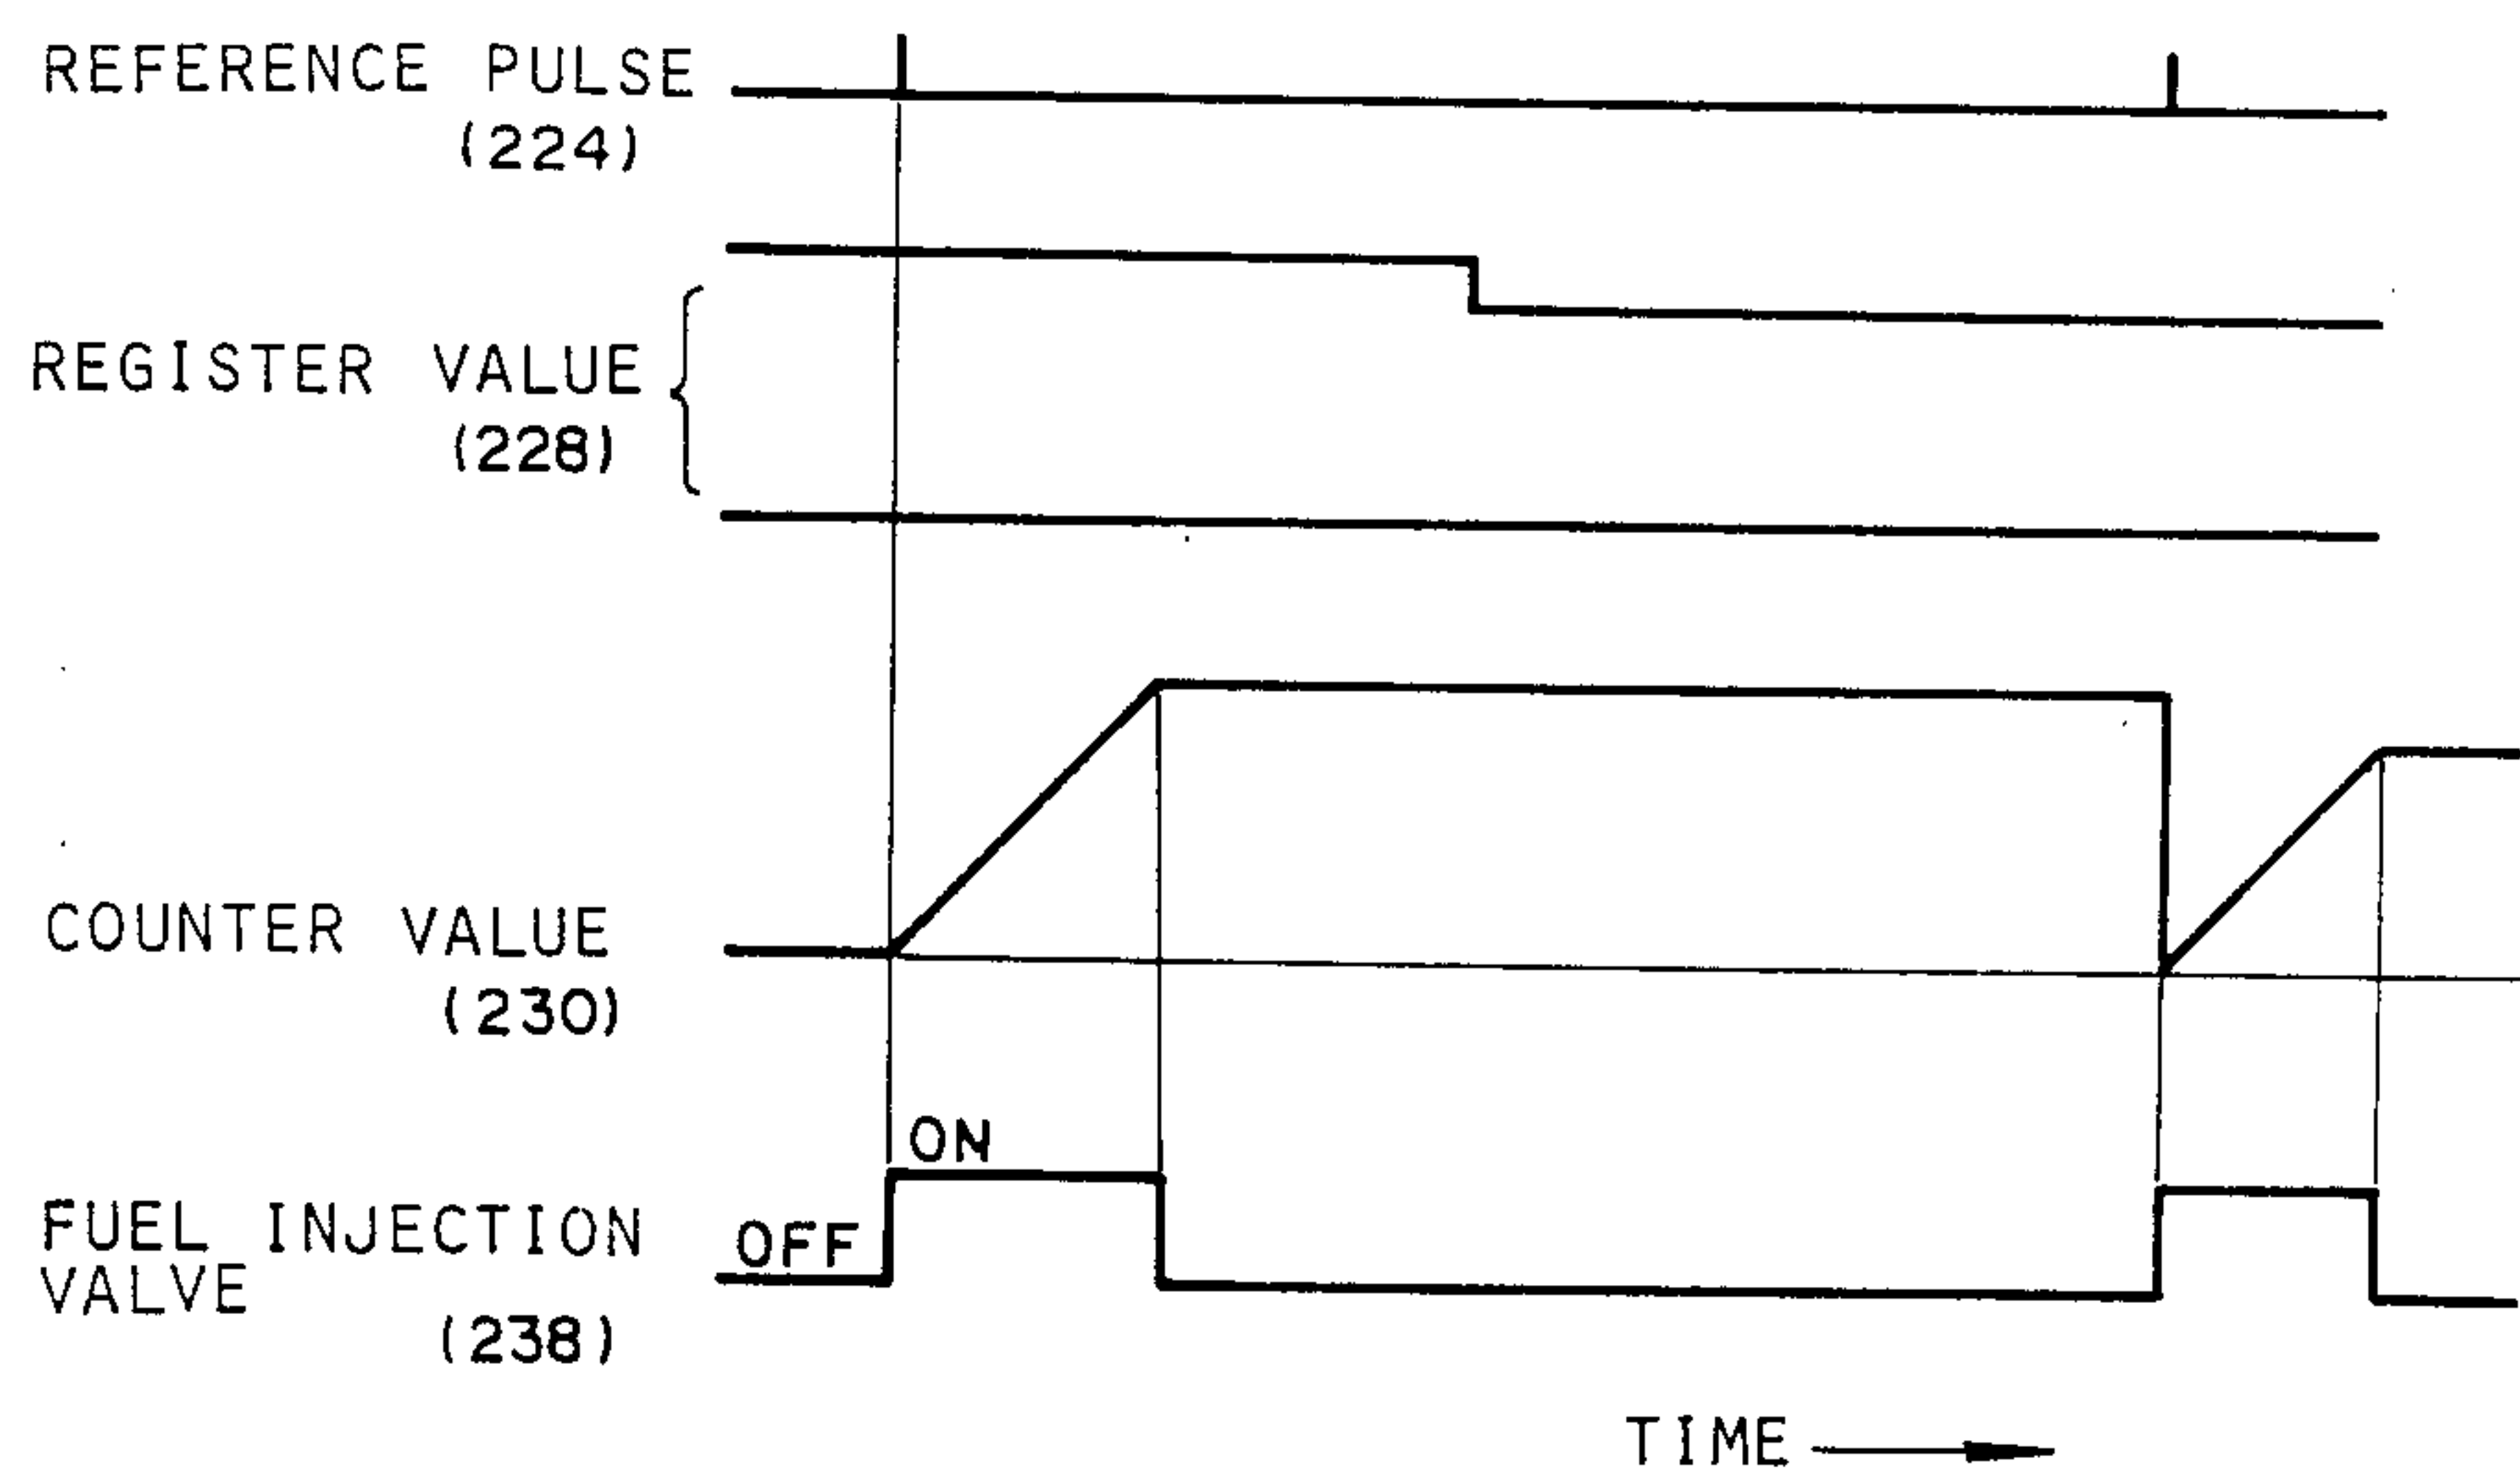 REFERENCE PULSE
(224)
REGISTER VALUE
(228)
COUNTER VALUE
(230)
ON
OFF
FUEL INJECTION
VALVE
(238)
TIME